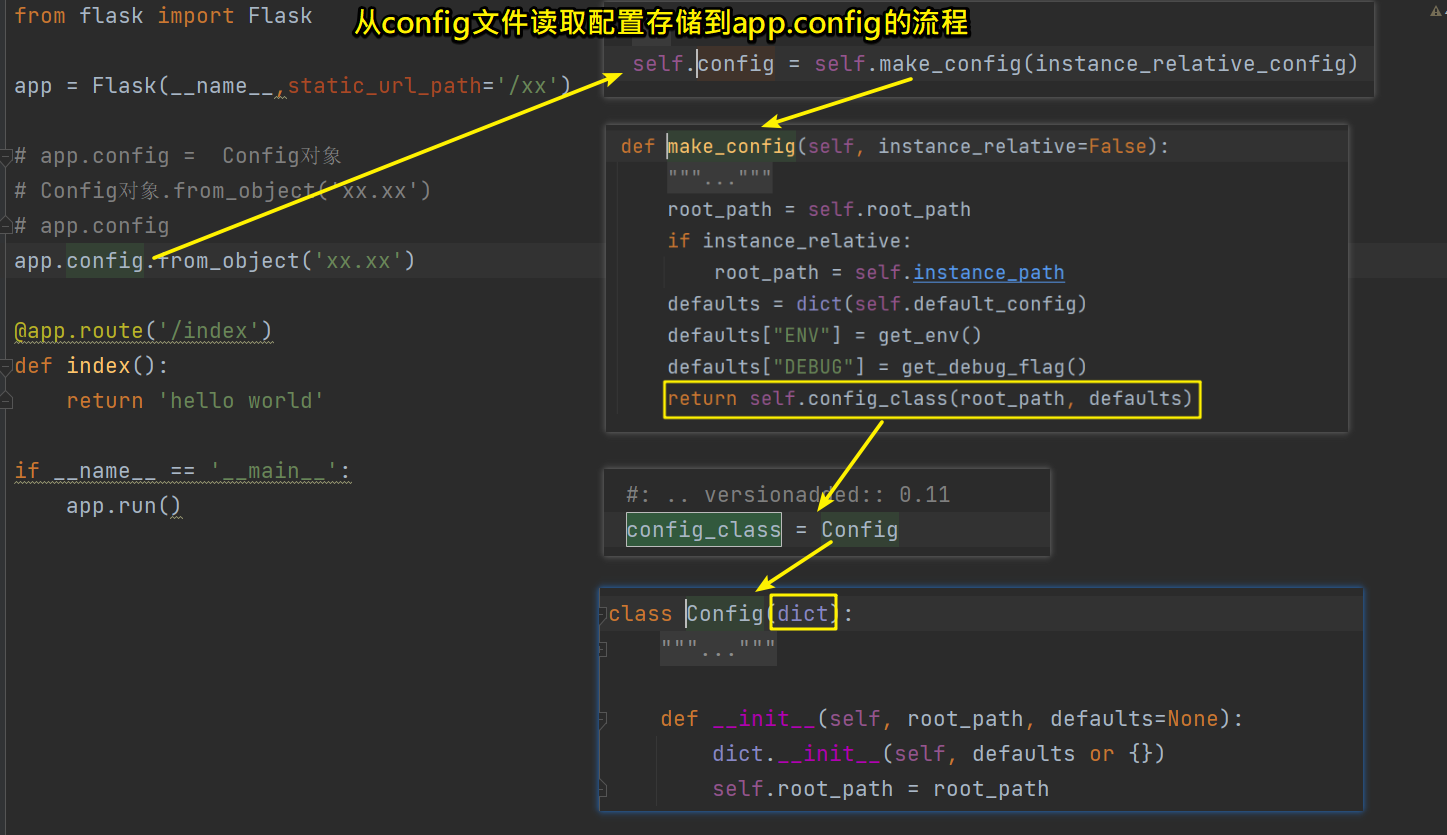 从config文件读取配置存储到app.config的流程
from flask import Flask
app = Flask(__name__,static_url_path='/xx')
# app.config =  Config对象
# Config对象.from_object('xx.xx')
# app.config
app.config.from_object('xx.xx')
@app.route('/index')
def index():
    return 'hello world'
if __name__ == '__main__':
    app.run()
self.config = self.make_config(instance_relative_config)
def make_config(self, instance_relative=False):
    """..."""
    root_path = self.root_path
    if instance_relative:
        root_path = self.instance_path
    defaults = dict(self.default_config)
    defaults["ENV"] = get_env()
    defaults["DEBUG"] = get_debug_flag()
    return self.config_class(root_path, defaults)
#: .. versionadded:: 0.11
config_class = Config
class Config(dict):
    """..."""
    def __init__(self, root_path, defaults=None):
        dict.__init__(self, defaults or {})
        self.root_path = root_path